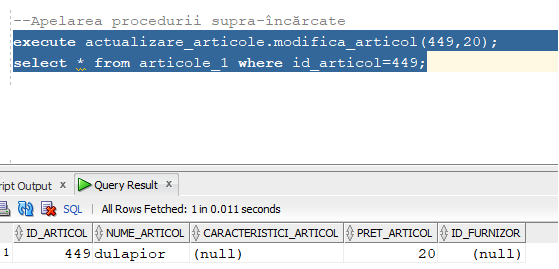 --Apelarea procedurii supra-încărcate
execute actualizare_articole.modifica_articol(449,20);
select * from articole_1 where id_articol=449;
ript Output x Query Result x
SQL | All Rows Fetched: 1 in 0.011 seconds
ID_ARTICOL NUME_ARTICOL CARACTERISTICI_ARTICOL PRET_ARTICOL ID_FURNIZOR
1 449 dulapior (null) 20 (null)